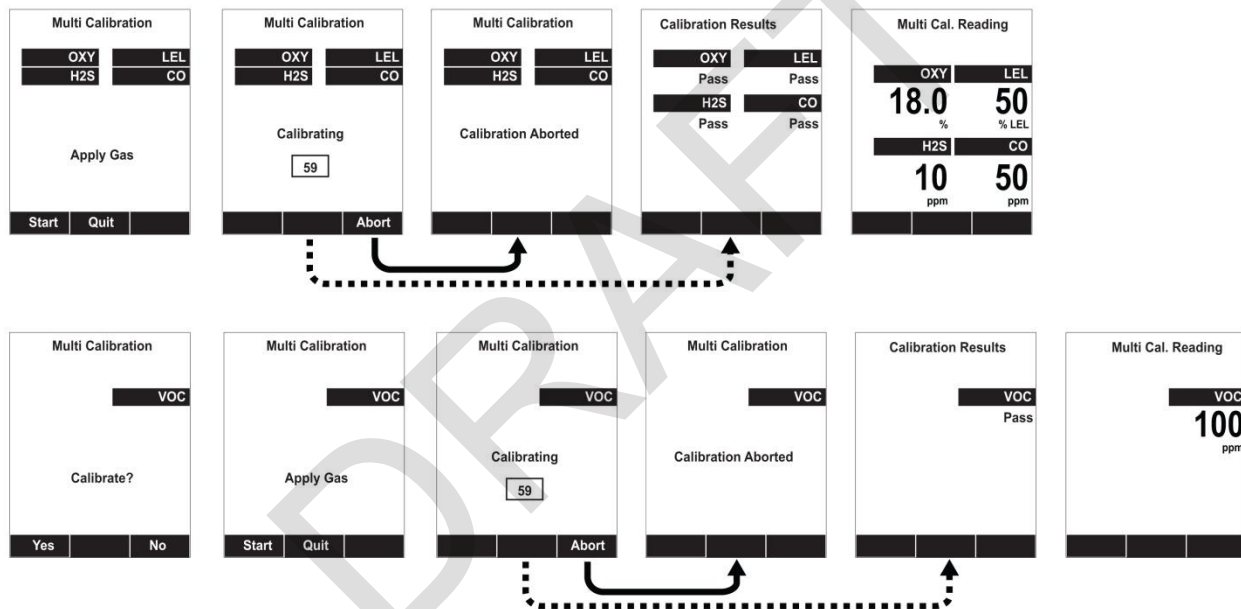 Multi Calibration
OXY LEL
H2S CO
Apply Gas
Start Quit
Multi Calibration
OXY LEL
H2S CO
Calibrating
59
Abort
Multi Calibration
OXY LEL
H2S CO
Calibration Aborted
Calibration Results
OXY LEL
Pass Pass
H2S CO
Pass Pass
Multi Cal. Reading
OXY LEL
18.0 50
% % LEL
H2S CO
10 50
ppm ppm
Multi Calibration
VOC
Calibrate?
Yes No
Multi Calibration
VOC
Apply Gas
Start Quit
Multi Calibration
VOC
Calibrating
59
Abort
Multi Calibration
VOC
Calibration Aborted
Calibration Results
VOC
Pass
Multi Cal. Reading
VOC
100
ppm
DRAFT